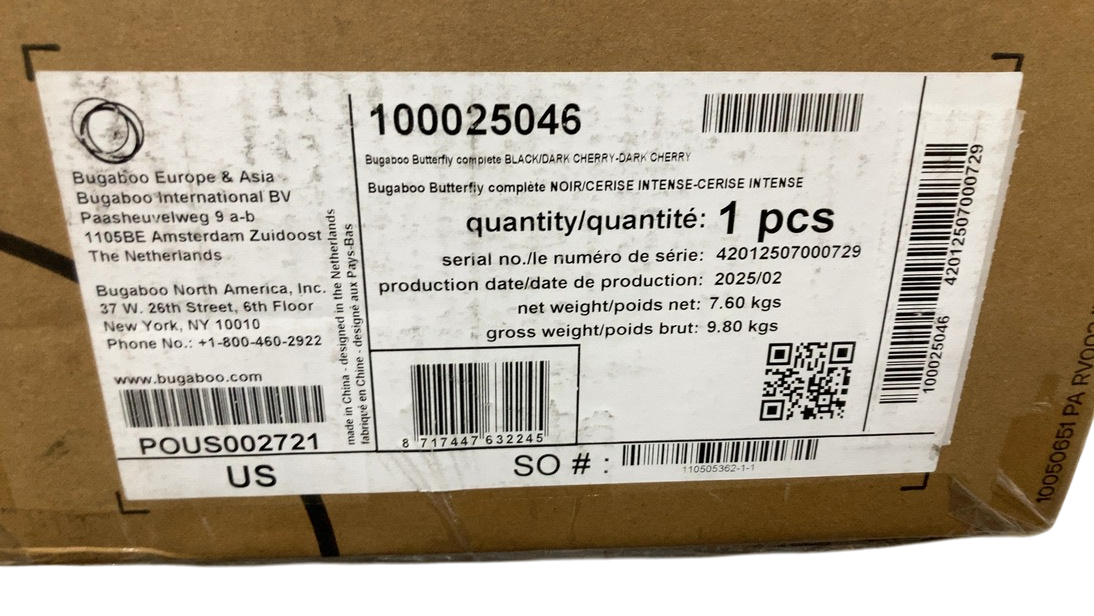 Bugaboo Europe & Asia
Bugaboo International BV
Paasheuvelweg 9 a-b
1105BE Amsterdam Zuidoost
The Netherlands
Bugaboo North America, Inc.
37 W. 26th Street, 6th Floor
New York, NY 10010
Phone No.: +1-800-460-2922
www.bugaboo.com
POUS002721
US
made in China - designed in the Netherlands
fabriqué en Chine - designé aux Pays-Bas
100025046
Bugaboo Butterfly complete BLACK/DARK CHERRY-DARK CHERRY
Bugaboo Butterfly complète NOIR/CERISE INTENSE-CERISE INTENSE
quantity/quantité: 1 pcs
serial no./le numéro de série: 42012507000729
production date/date de production: 2025/02
net weight/poids net: 7.60 kgs
gross weight/poids brut: 9.80 kgs
8 717447 632245
SO # :
110505362-1-1
100025046 42012507000729
10050651 PA RV002